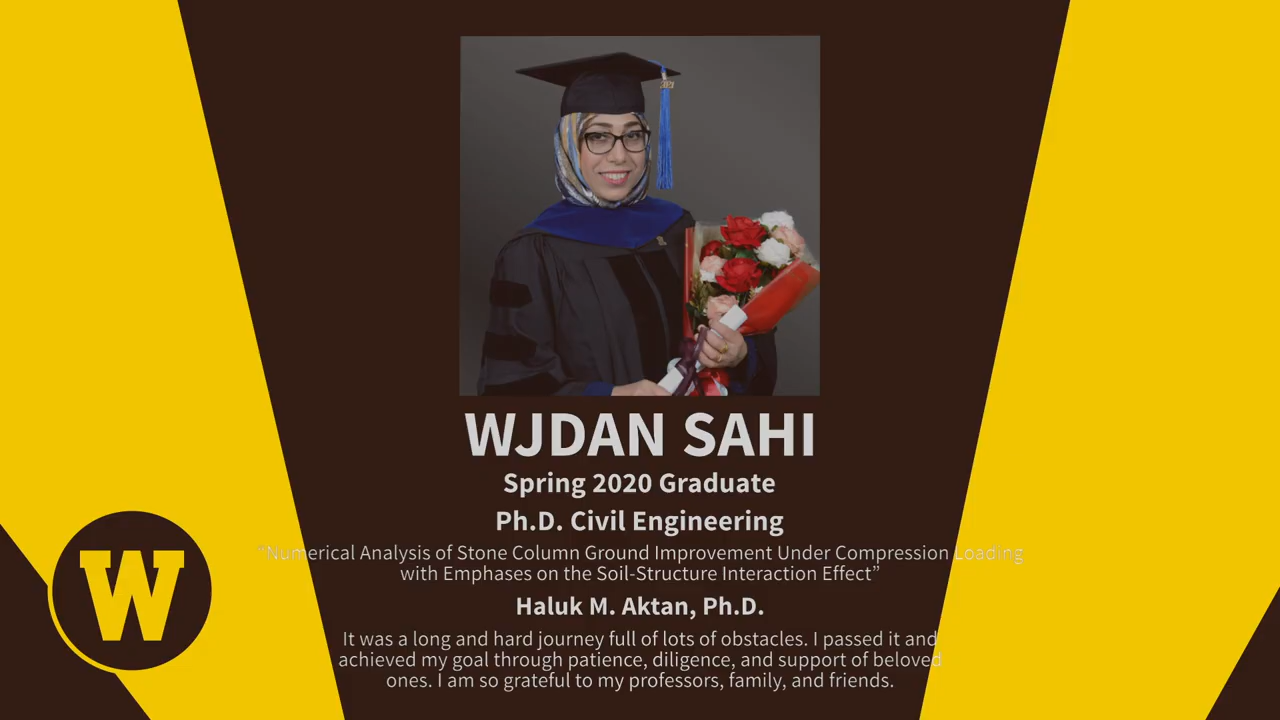 WJDAN SAHI
Spring 2020 Graduate
Ph.D. Civil Engineering
“Numerical Analysis of Stone Column Ground Improvement Under Compression Loading
with Emphases on the Soil-Structure Interaction Effect”
Haluk M. Aktan, Ph.D.
It was a long and hard journey full of lots of obstacles. I passed it and
achieved my goal through patience, diligence, and support of beloved
ones. I am so grateful to my professors, family, and friends.
W